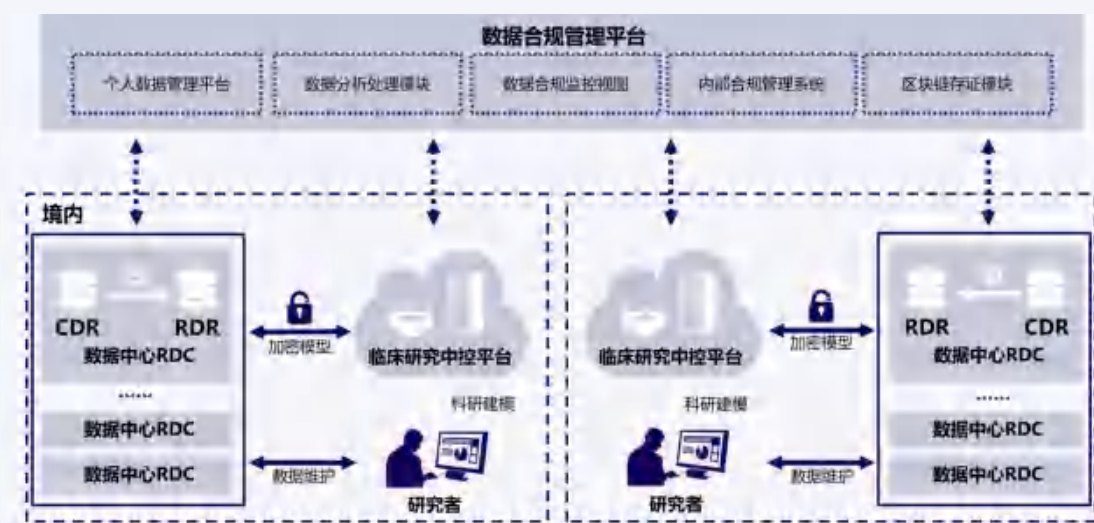 数据合规管理平台
个人数据管理平台
数据分析处理模块
数据合规监控视图
内部合规管理系统
区块链存证模块
境内
CDR
RDR
数据中心RDC
……
数据中心RDC
数据中心RDC
加密模型
数据维护
临床研究中控平台
科研建模
研究者
临床研究中控平台
科研建模
研究者
加密模型
数据维护
RDR
CDR
数据中心RDC
……
数据中心RDC
数据中心RDC